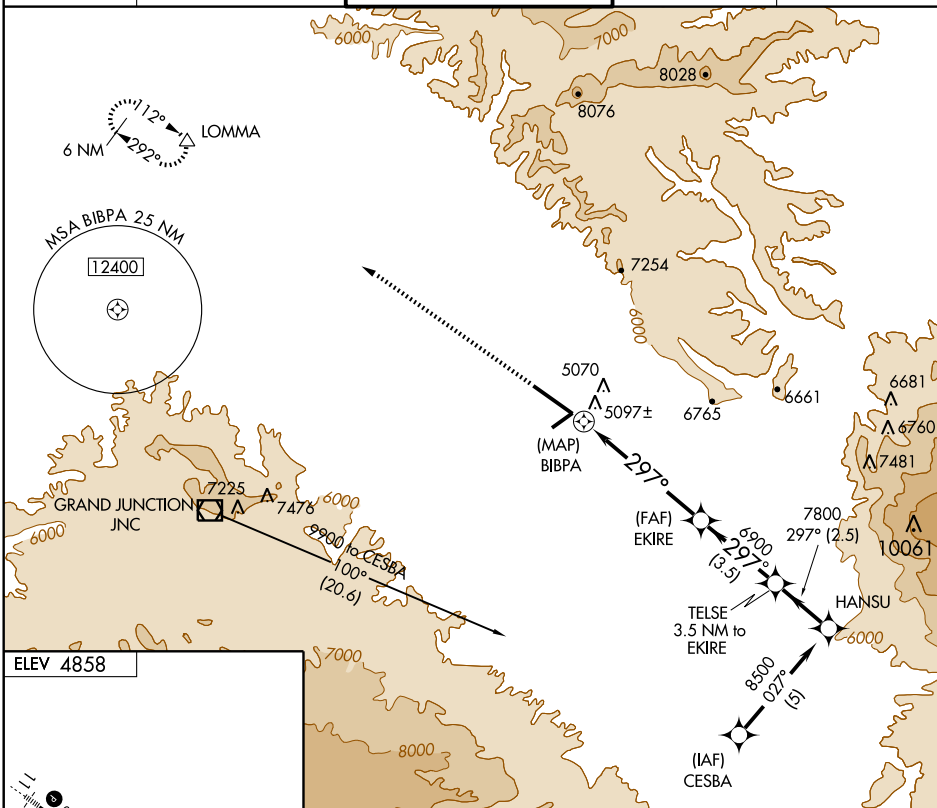 6000
7000
8028
8076
112°
LOMMA
6 NM
292°
MSA BIBPA 25 NM
12400
7254
6000
5070
5097±
6765
6661
6681
6760
7481
(MAP)
BIBPA
297°
7225
7476
6000
GRAND JUNCTION
JNC
6000
9900 to CESBA
100°
(20.6)
(FAF)
EKIRE
6900
297°
(3.5)
7800
297° (2.5)
10061
TELSE
3.5 NM to
EKIRE
HANSU
6000
ELEV 4858
7000
8500
027°
(5)
8000
(IAF)
CESBA
11
P